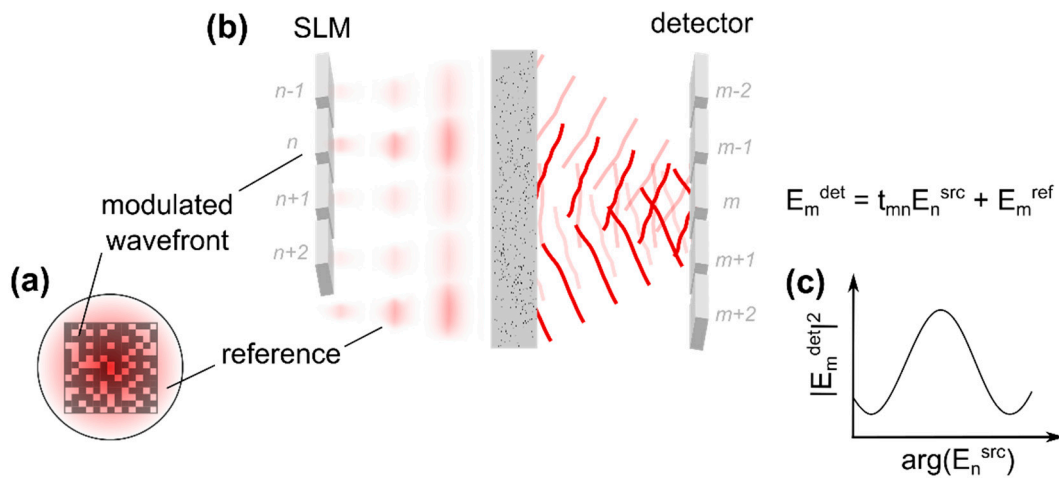 (b)
SLM
detector
n-1
n
n+1
n+2
m-2
m-1
m
m+1
m+2
modulated
wavefront
(a)
reference
E_m^det = t_mn E_n^src + E_m^ref
(c)
|E_m^det|²
arg(E_n^src)